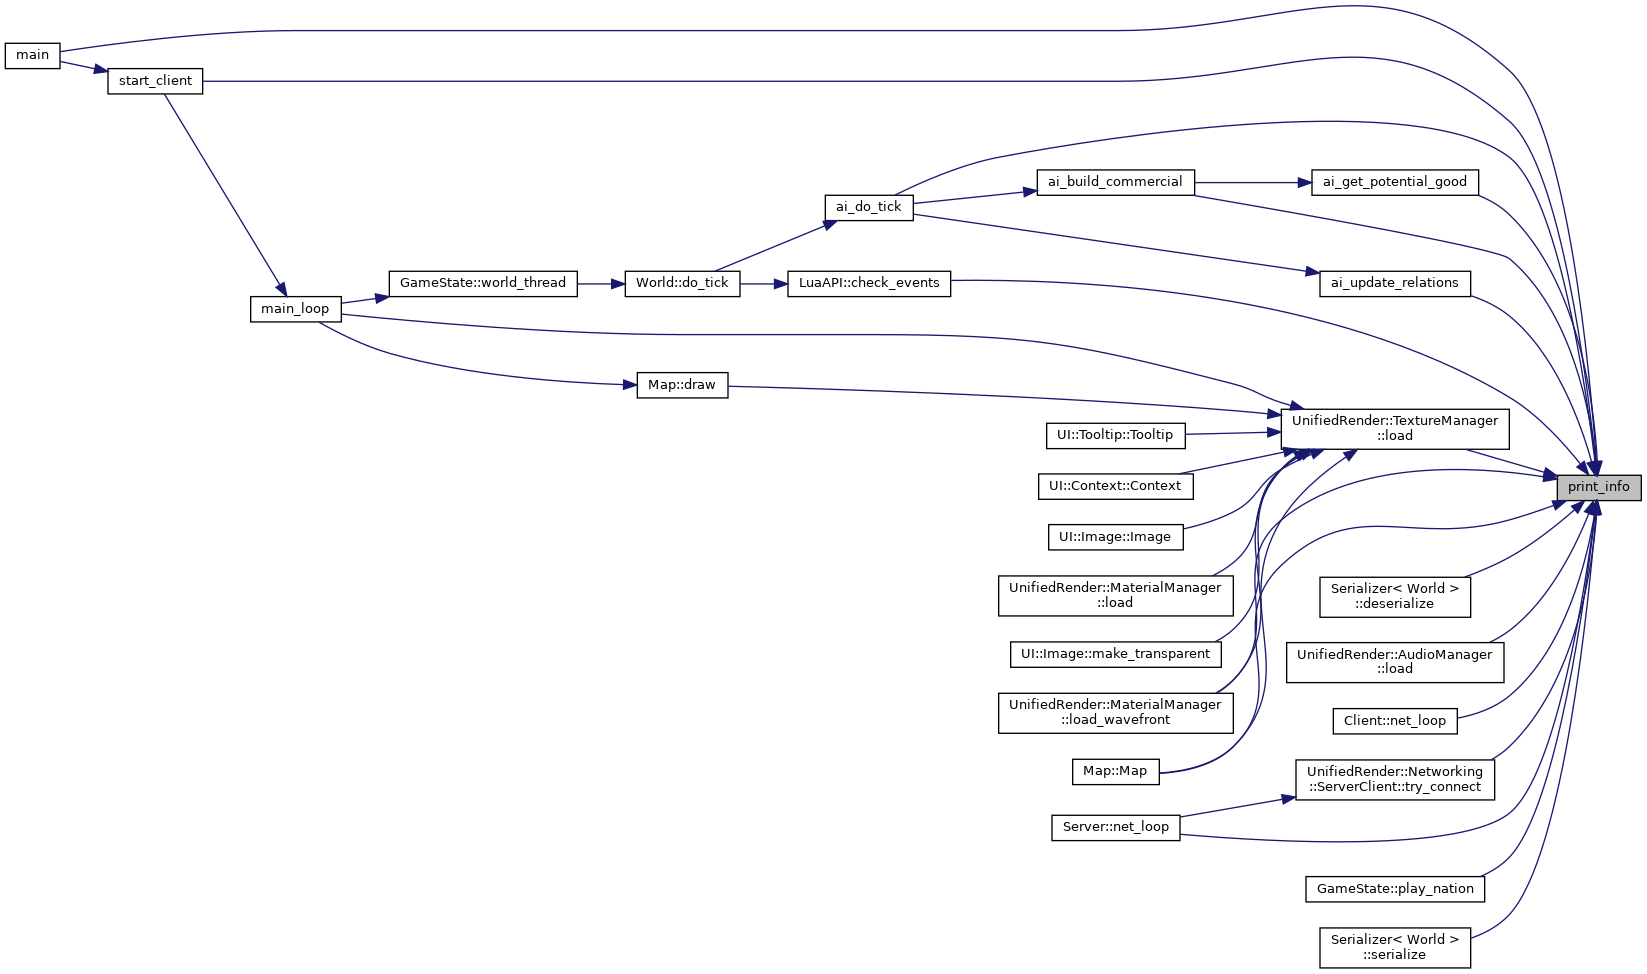 main
start_client
ai_build_commercial
ai_get_potential_good
ai_do_tick
GameState::world_thread
World::do_tick
LuaAPI::check_events
ai_update_relations
main_loop
Map::draw
UnifiedRender::TextureManager
::load
UI::Tooltip::Tooltip
UI::Context::Context
print_info
UI::Image::Image
UnifiedRender::MaterialManager
::load
Serializer< World >
::deserialize
UI::Image::make_transparent
UnifiedRender::AudioManager
::load
UnifiedRender::MaterialManager
::load_wavefront
Client::net_loop
Map::Map
UnifiedRender::Networking
::ServerClient::try_connect
Server::net_loop
GameState::play_nation
Serializer< World >
::serialize